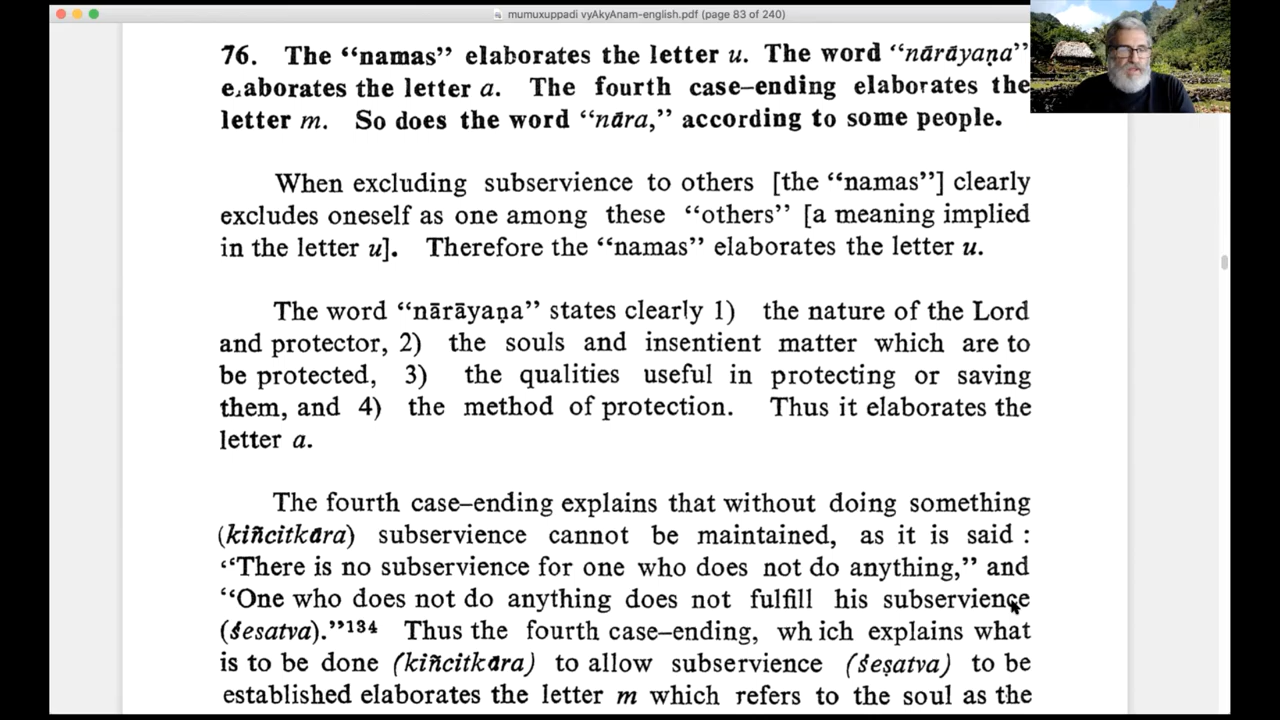 mumuxuppadi vyAkyAnam-english.pdf (page 83 of 240)
76. The “namas” elaborates the letter u. The word “nārāyaṇa”
e.aborates the letter a. The fourth case–ending elaborates the
letter m. So does the word “nāra,” according to some people.
When excluding subservience to others [the “namas”] clearly
excludes oneself as one among these “others” [a meaning implied
in the letter u]. Therefore the “namas” elaborates the letter u.
The word “nārāyaṇa” states clearly 1) the nature of the Lord
and protector, 2) the souls and insentient matter which are to
be protected, 3) the qualities useful in protecting or saving
them, and 4) the method of protection. Thus it elaborates the
letter a.
The fourth case–ending explains that without doing something
(kiñcitkāra) subservience cannot be maintained, as it is said :
“There is no subservience for one who does not do anything,” and
“One who does not do anything does not fulfill his subservience
(śesatva).”134 Thus the fourth case–ending, wh ich explains what
is to be done (kiñcitkāra) to allow subservience (śeṣatva) to be
established elaborates the letter m which refers to the soul as the